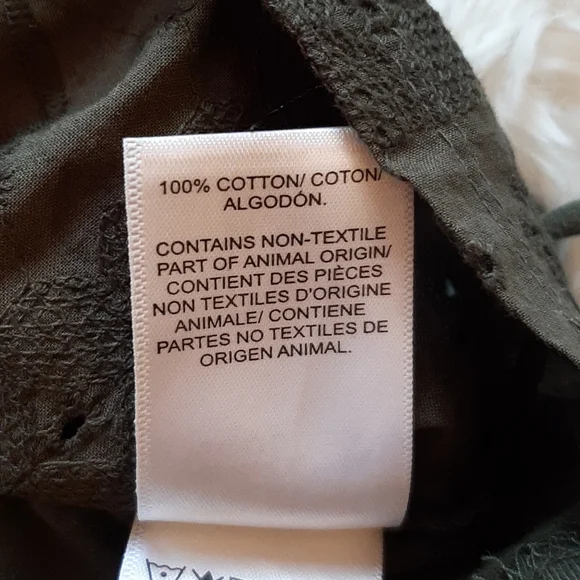 100% COTTON/ COTON/
ALGODÓN.
CONTAINS NON-TEXTILE
PART OF ANIMAL ORIGIN/
CONTIENT DES PIÈCES
NON TEXTILES D'ORIGINE
ANIMALE/ CONTIENE
PARTES NO TEXTILES DE
ORIGEN ANIMAL.